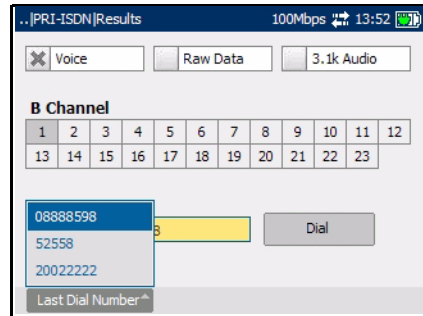 ..|PRI-ISDN|Results 100Mbps 13:52
Voice Raw Data 3.1k Audio
B Channel
1 2 3 4 5 6 7 8 9 10 11 12
13 14 15 16 17 18 19 20 21 22 23
08888598
8 Dial
52558
20022222
Last Dial Number